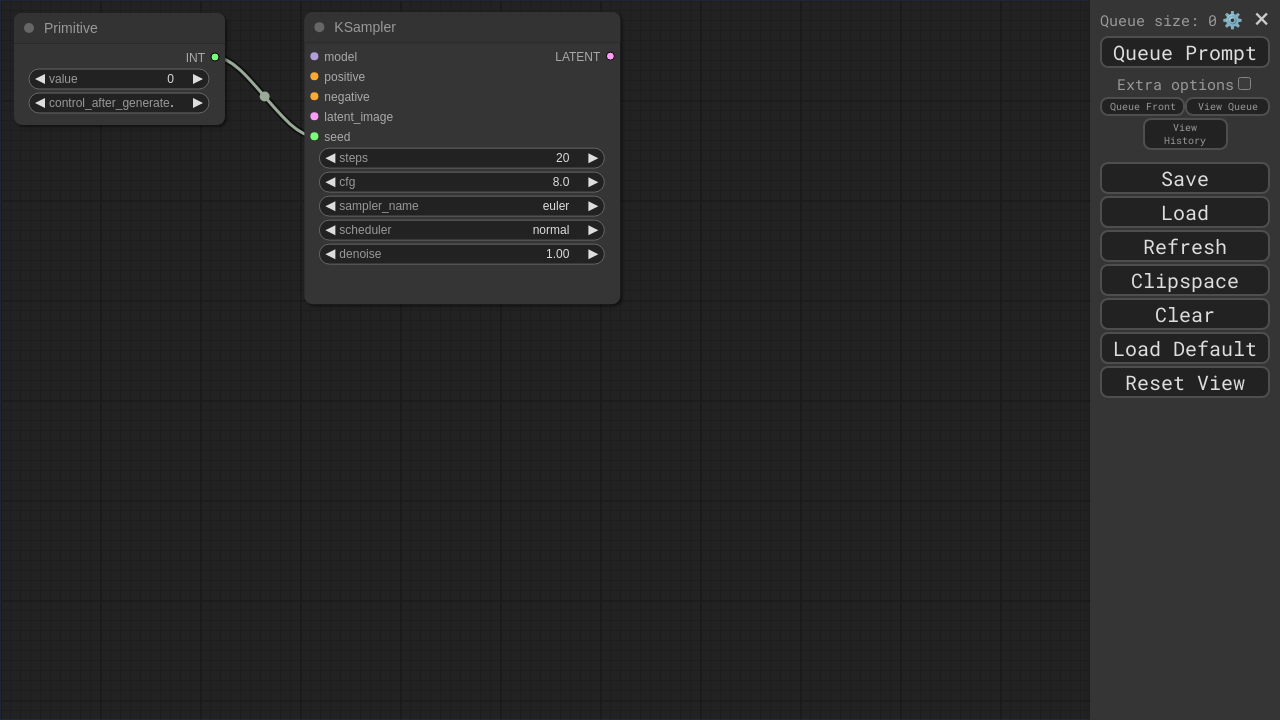 Primitive
INT
value 0
control_after_generate.
KSampler
model LATENT
positive
negative
latent_image
seed
steps 20
cfg 8.0
sampler_name euler
scheduler normal
denoise 1.00
Queue size: 0
Queue Prompt
Extra options
Queue Front View Queue
View
History
Save
Load
Refresh
Clipspace
Clear
Load Default
Reset View